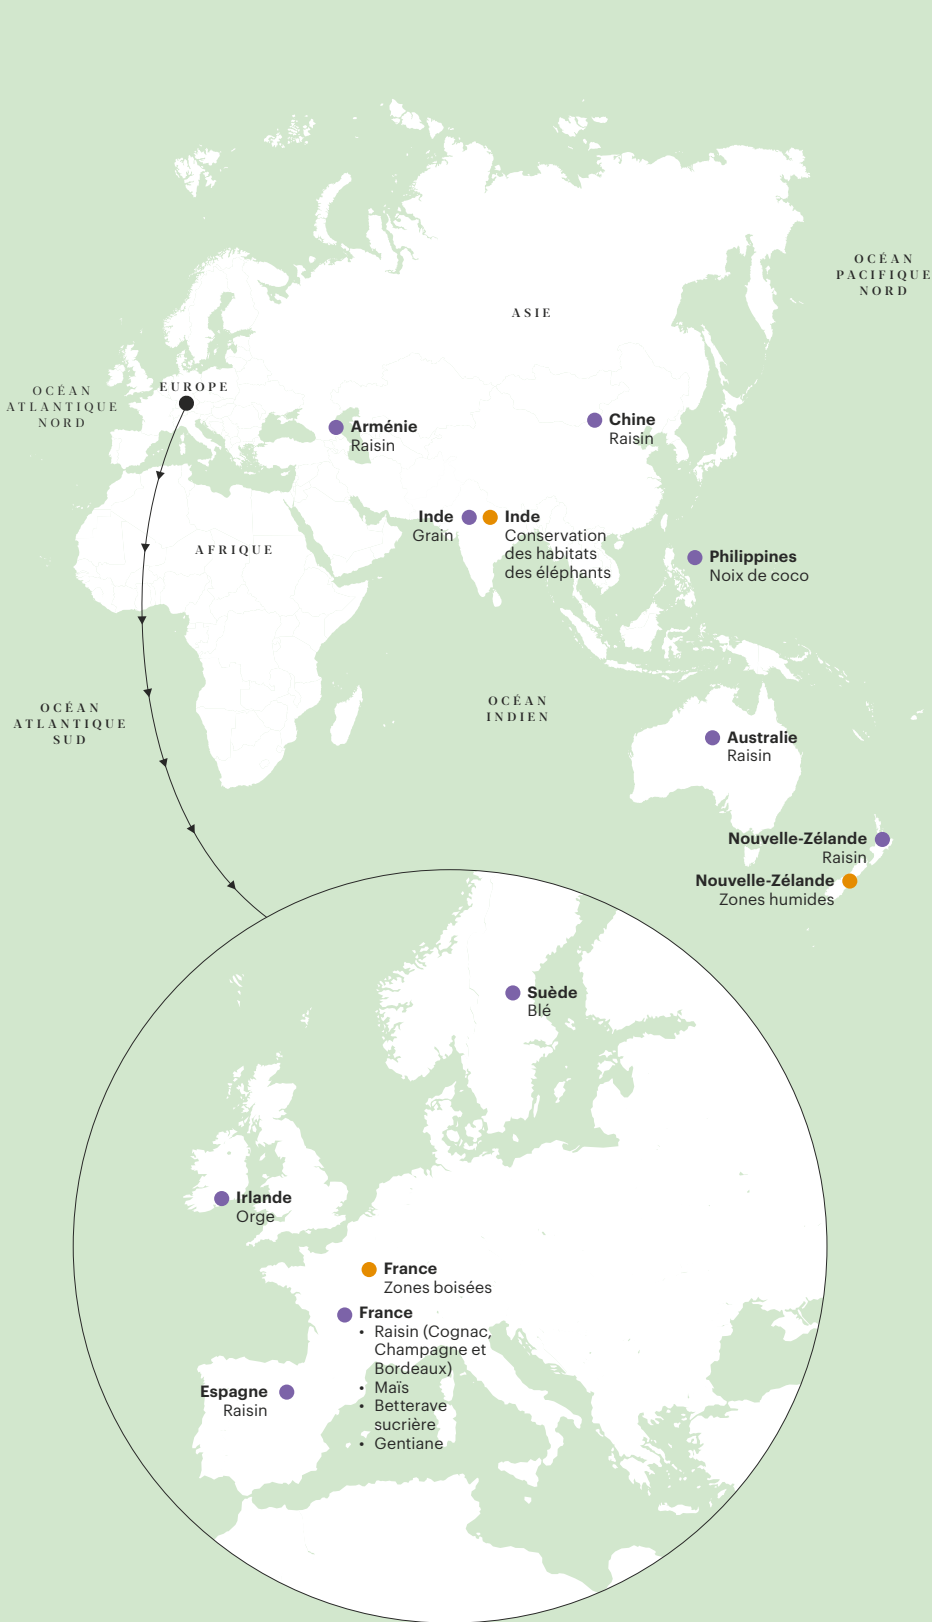 OCÉAN
PACIFIQUE
NORD
ASIE
EUROPE
OCÉAN
ATLANTIQUE
NORD
Arménie
Raisin
Chine
Raisin
Inde
Grain
Inde
Conservation
des habitats
des éléphants
AFRIQUE
Philippines
Noix de coco
OCÉAN
INDIEN
OCÉAN
ATLANTIQUE
SUD
Australie
Raisin
Nouvelle-Zélande
Raisin
Nouvelle-Zélande
Zones humides
Suède
Blé
Irlande
Orge
France
Zones boisées
France
• Raisin (Cognac,
Champagne et
Bordeaux)
• Maïs
• Betterave
sucrière
• Gentiane
Espagne
Raisin